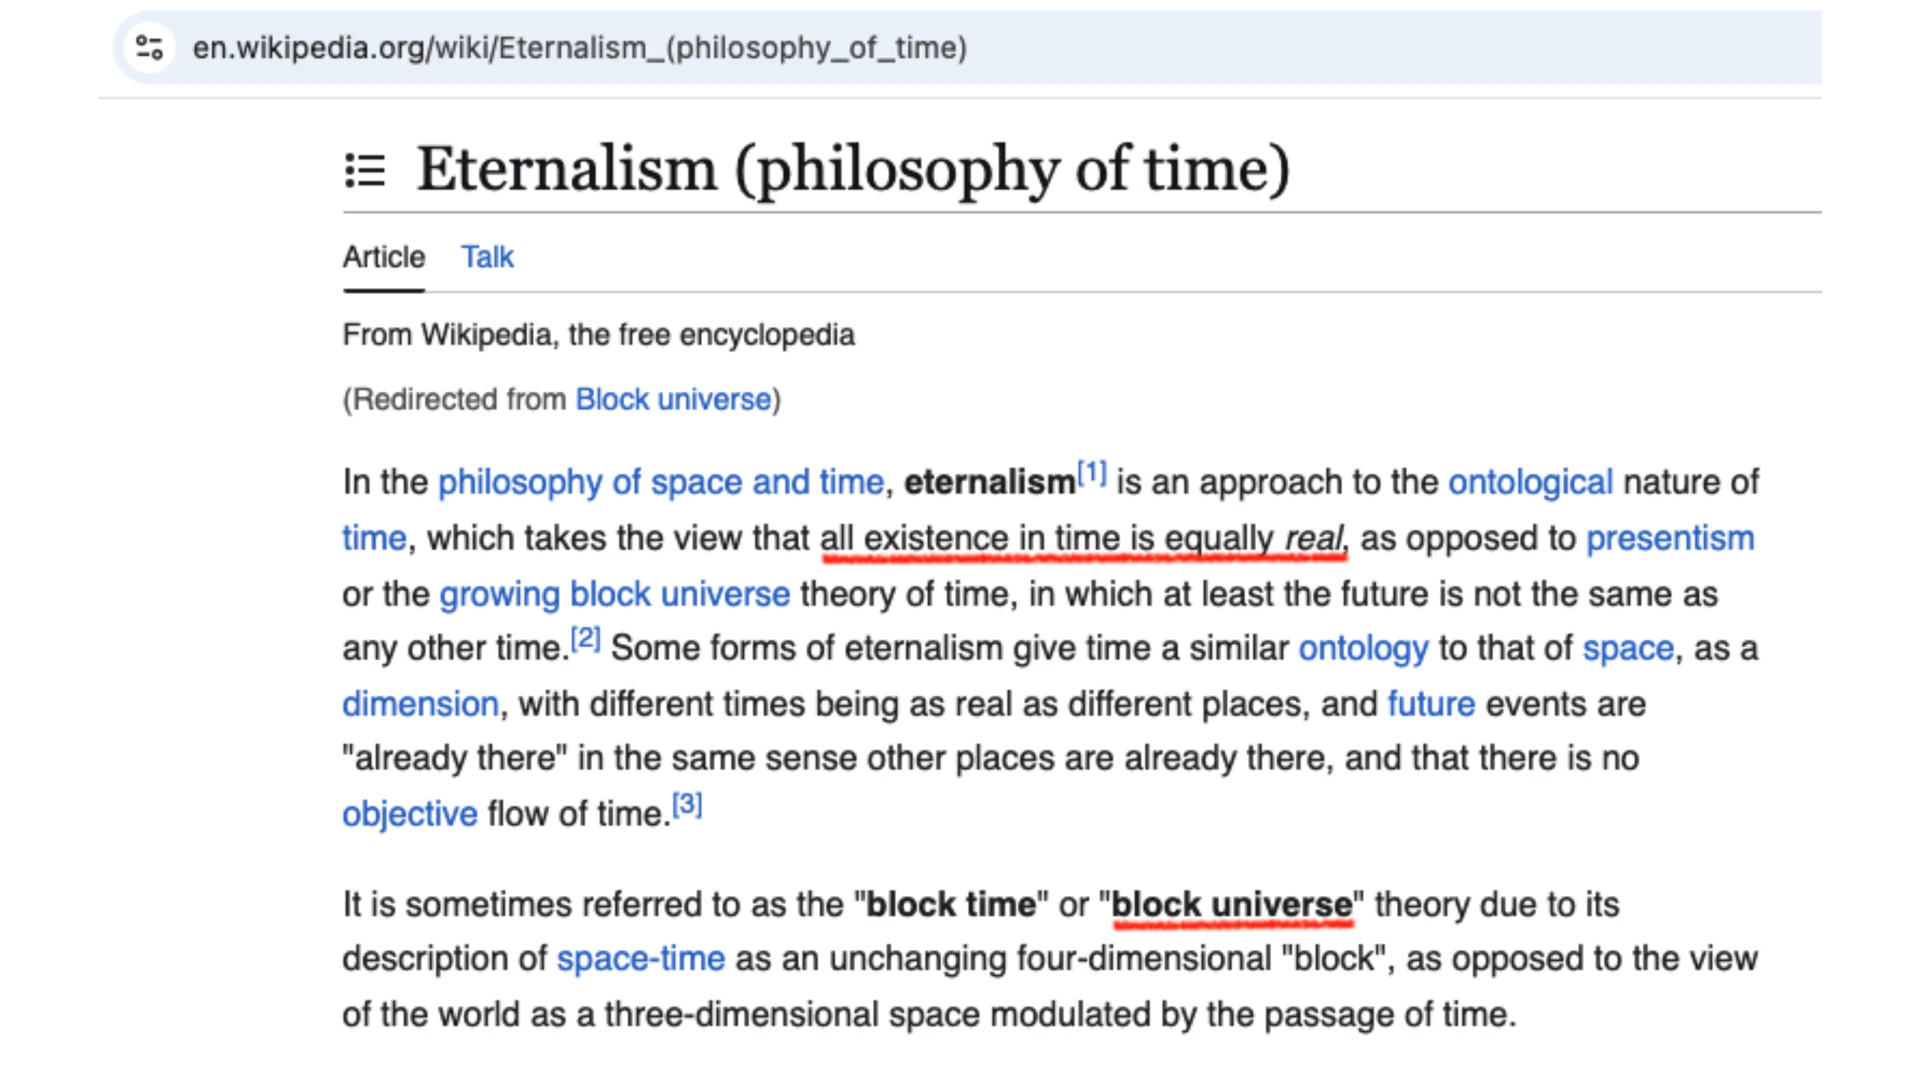 en.wikipedia.org/wiki/Eternalism_(philosophy_of_time)
Eternalism (philosophy of time)
Article Talk
From Wikipedia, the free encyclopedia
(Redirected from Block universe)
In the philosophy of space and time, eternalism[1] is an approach to the ontological nature of
time, which takes the view that all existence in time is equally real, as opposed to presentism
or the growing block universe theory of time, in which at least the future is not the same as
any other time.[2] Some forms of eternalism give time a similar ontology to that of space, as a
dimension, with different times being as real as different places, and future events are
"already there" in the same sense other places are already there, and that there is no
objective flow of time.[3]
It is sometimes referred to as the "block time" or "block universe" theory due to its
description of space-time as an unchanging four-dimensional "block", as opposed to the view
of the world as a three-dimensional space modulated by the passage of time.